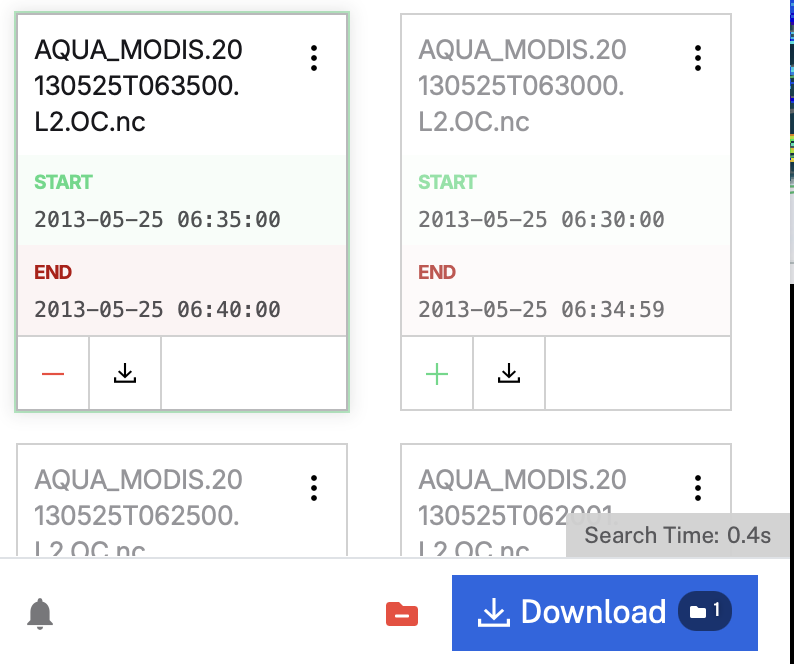 AQUA_MODIS.20
130525T063500.
L2.OC.nc
START
2013-05-25 06:35:00
END
2013-05-25 06:40:00
AQUA_MODIS.20
130525T063000.
L2.OC.nc
START
2013-05-25 06:30:00
END
2013-05-25 06:34:59
AQUA_MODIS.20
130525T062500.
L2.OC.nc
AQUA_MODIS.20
130525T062001.
L2.OC.nc
Search Time: 0.4s
Download 1